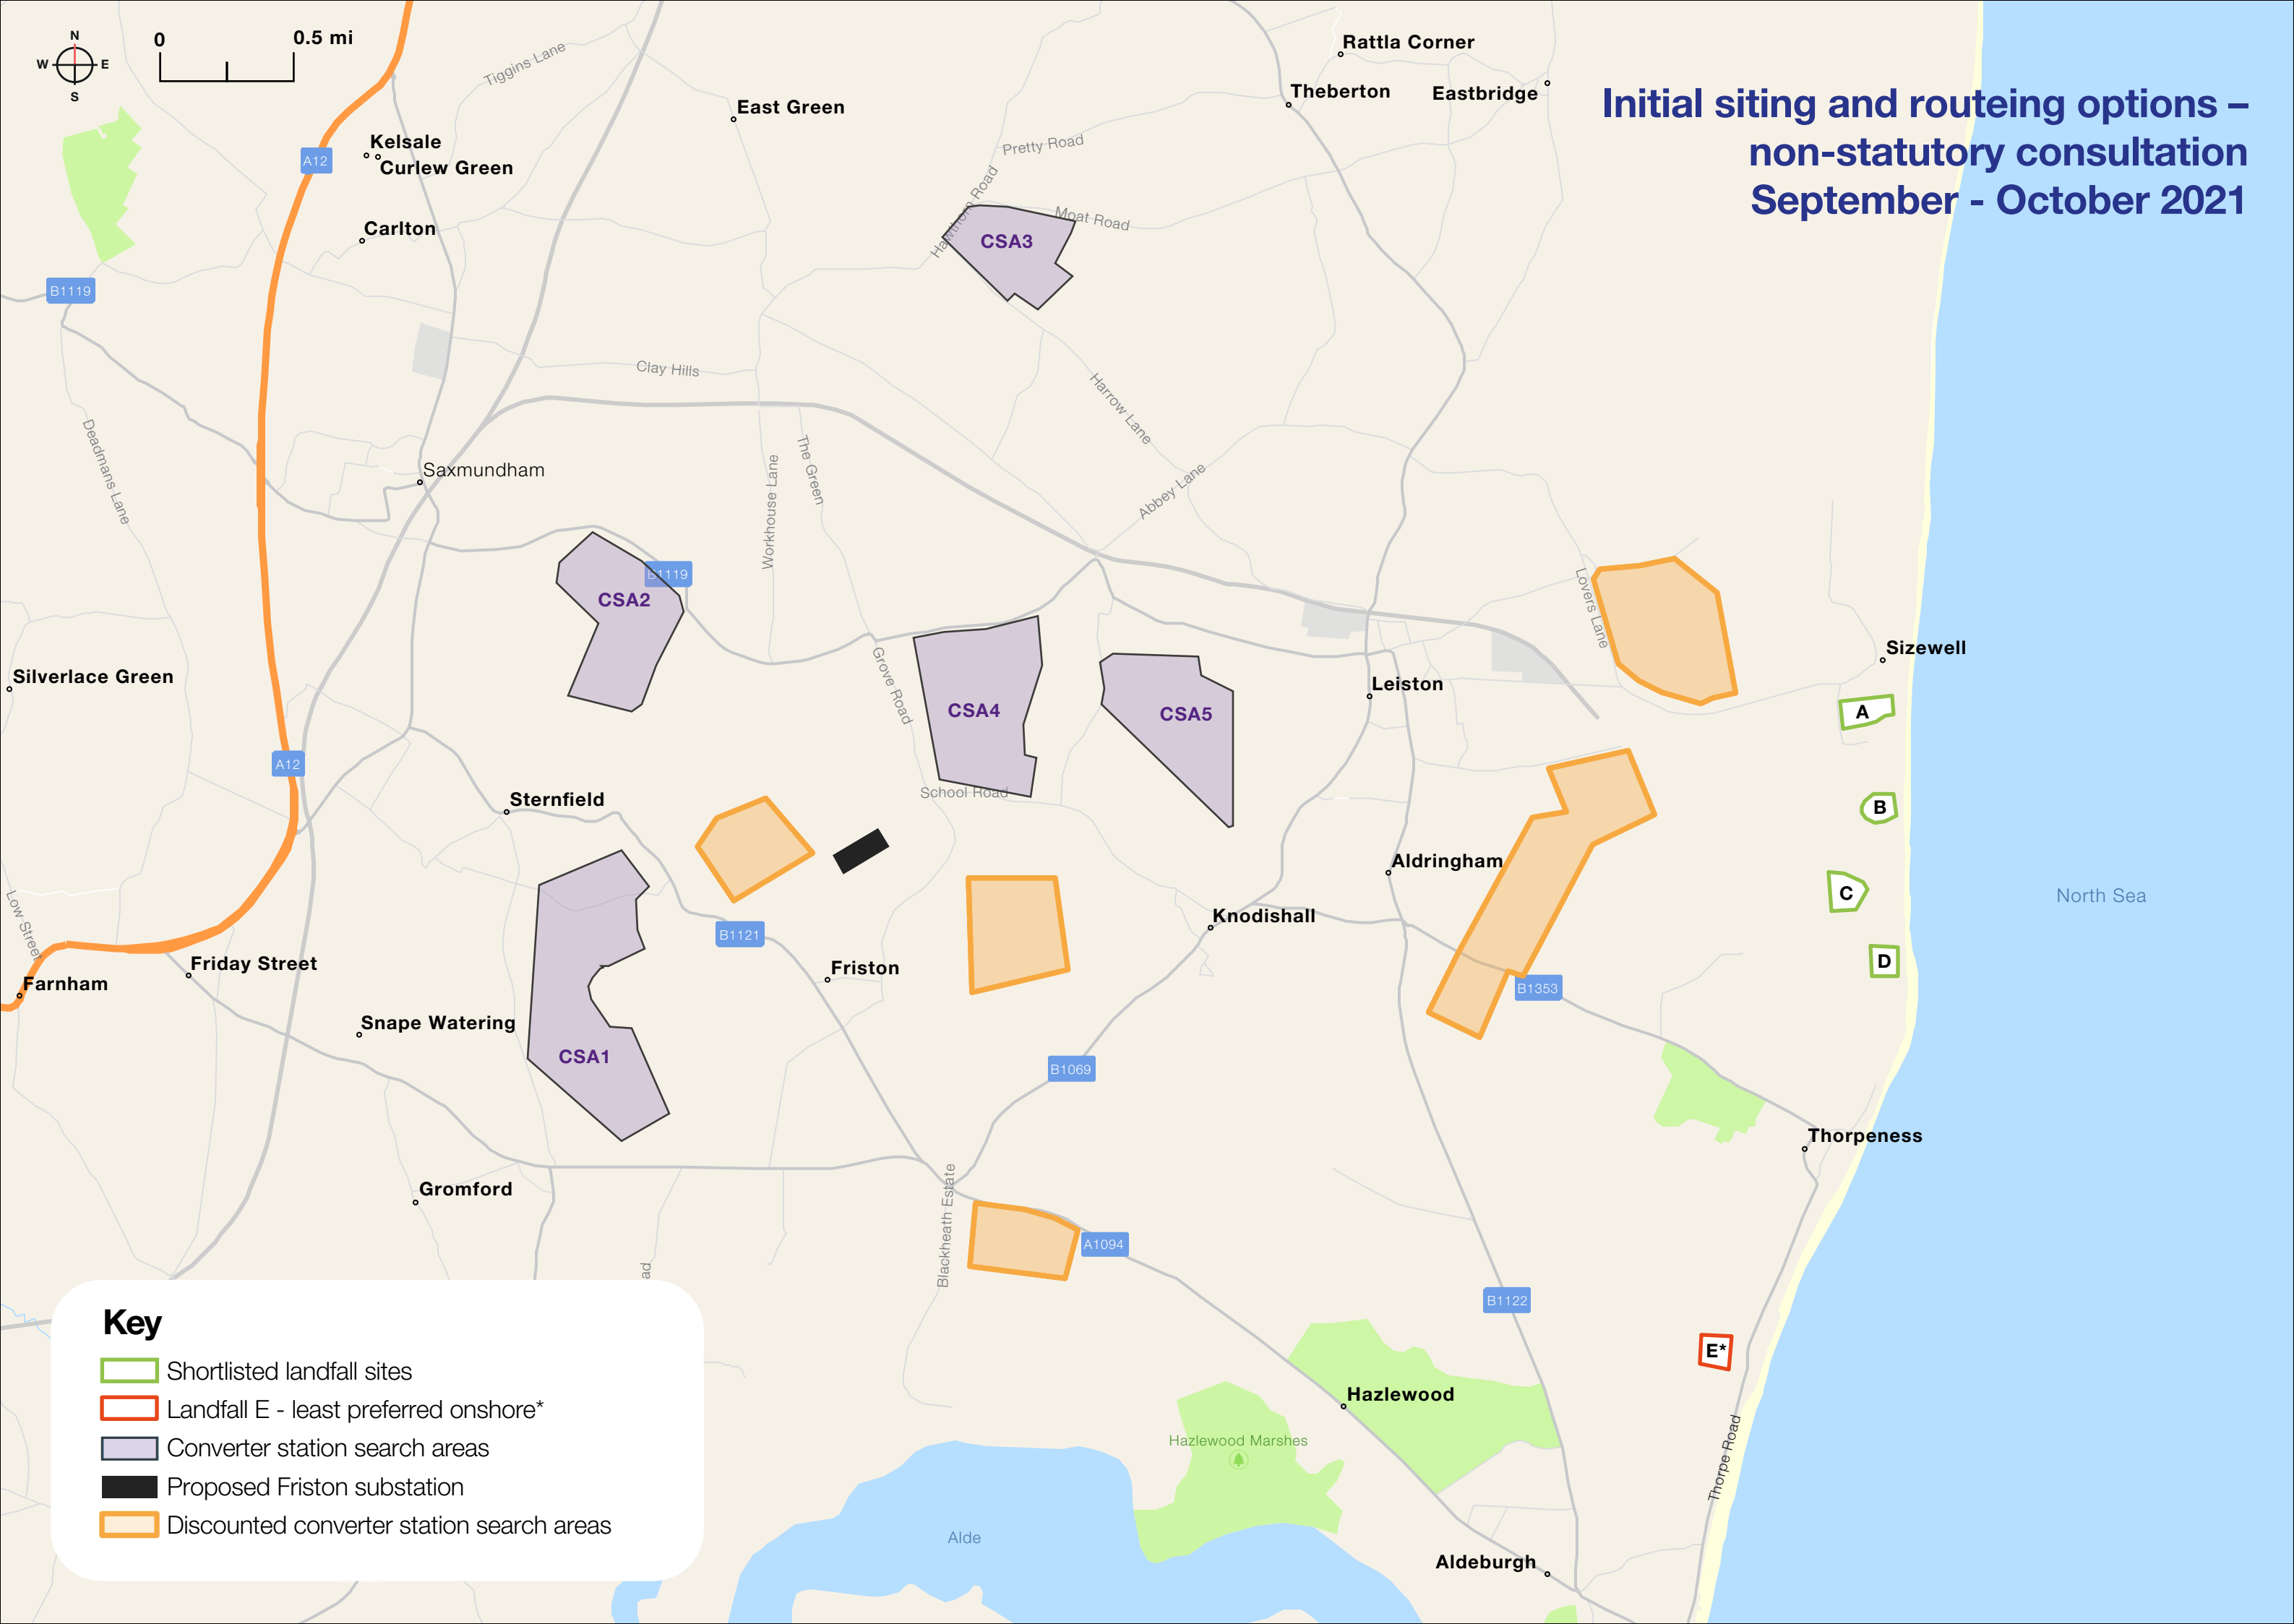 N
W E
S
0 0.5 mi
Initial siting and routeing options –
non-statutory consultation
September - October 2021
Rattla Corner
Theberton
Eastbridge
Tiggins Lane
East Green
Kelsale
A12
Curlew Green
Pretty Road
Hawthorn Road
Moat Road
Carlton
CSA3
B1119
Clay Hills
Harrow Lane
Deadmans Lane
Saxmundham
Workhouse Lane
The Green
Abbey Lane
B1119
CSA2
Lovers Lane
Sizewell
Silverlace Green
Grove Road
Leiston
CSA4
CSA5
A
A12
School Road
Sternfield
B
Aldringham
C
North Sea
Low Street
Knodishall
B1121
D
Friday Street
Friston
Farnham
B1353
Snape Watering
CSA1
B1069
Thorpeness
Gromford
Blackheath Estate
A1094
ad
B1122
E*
Hazlewood
Hazlewood Marshes
Thorpe Road
Alde
Aldeburgh
Key
Shortlisted landfall sites
Landfall E - least preferred onshore*
Converter station search areas
Proposed Friston substation
Discounted converter station search areas